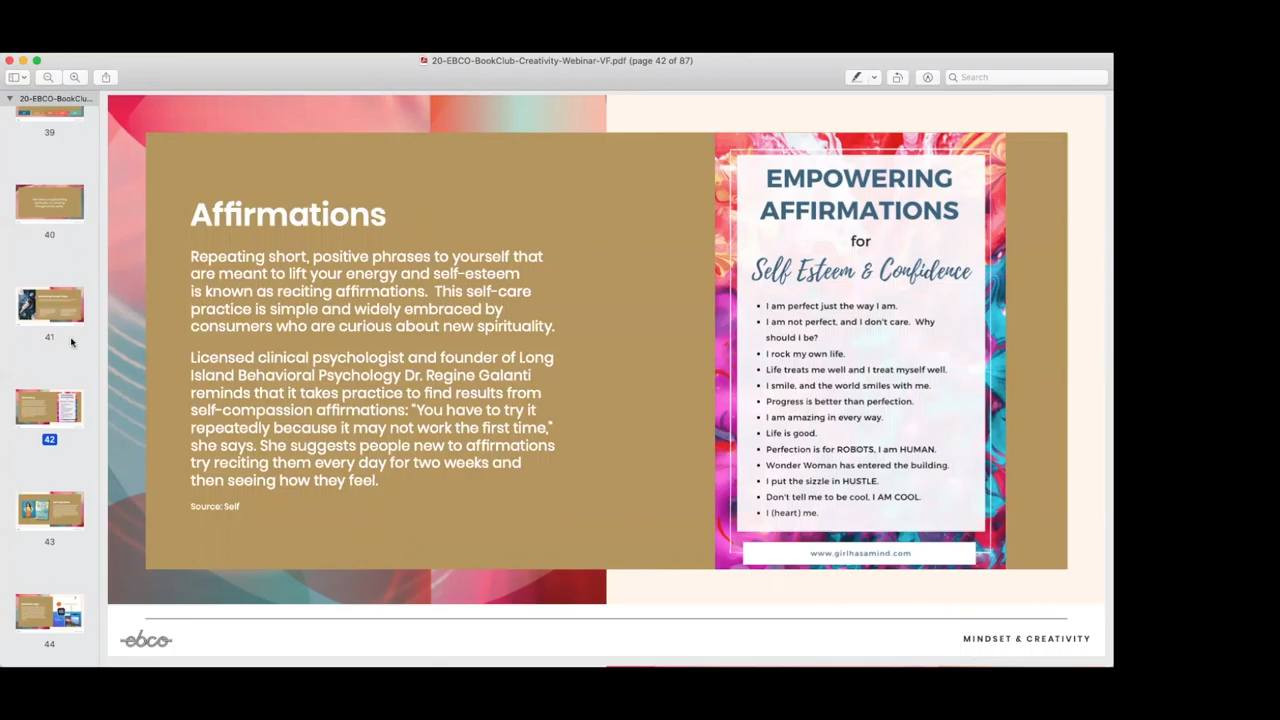 20-EBCO-BookClub-Creativity-Webinar-VF.pdf (page 42 of 87)
Search
20-EBCO-BookClu...
39
40
41
42
43
44
Affirmations
Repeating short, positive phrases to yourself that
are meant to lift your energy and self-esteem
is known as reciting affirmations. This self-care
practice is simple and widely embraced by
consumers who are curious about new spirituality.
Licensed clinical psychologist and founder of Long
Island Behavioral Psychology Dr. Regine Galanti
reminds that it takes practice to find results from
self-compassion affirmations: "You have to try it
repeatedly because it may not work the first time,"
she says. She suggests people new to affirmations
try reciting them every day for two weeks and
then seeing how they feel.
Source: Self
EMPOWERING
AFFIRMATIONS
for
Self Esteem & Confidence
• I am perfect just the way I am.
• I am not perfect, and I don't care. Why
should I be?
• I rock my own life.
• Life treats me well and I treat myself well.
• I smile, and the world smiles with me.
• Progress is better than perfection.
• I am amazing in every way.
• Life is good.
• Perfection is for ROBOTS, I am HUMAN.
• Wonder Woman has entered the building.
• I put the sizzle in HUSTLE.
• Don't tell me to be cool, I AM COOL.
• I (heart) me.
www.girlhasamind.com
ebco
MINDSET & CREATIVITY